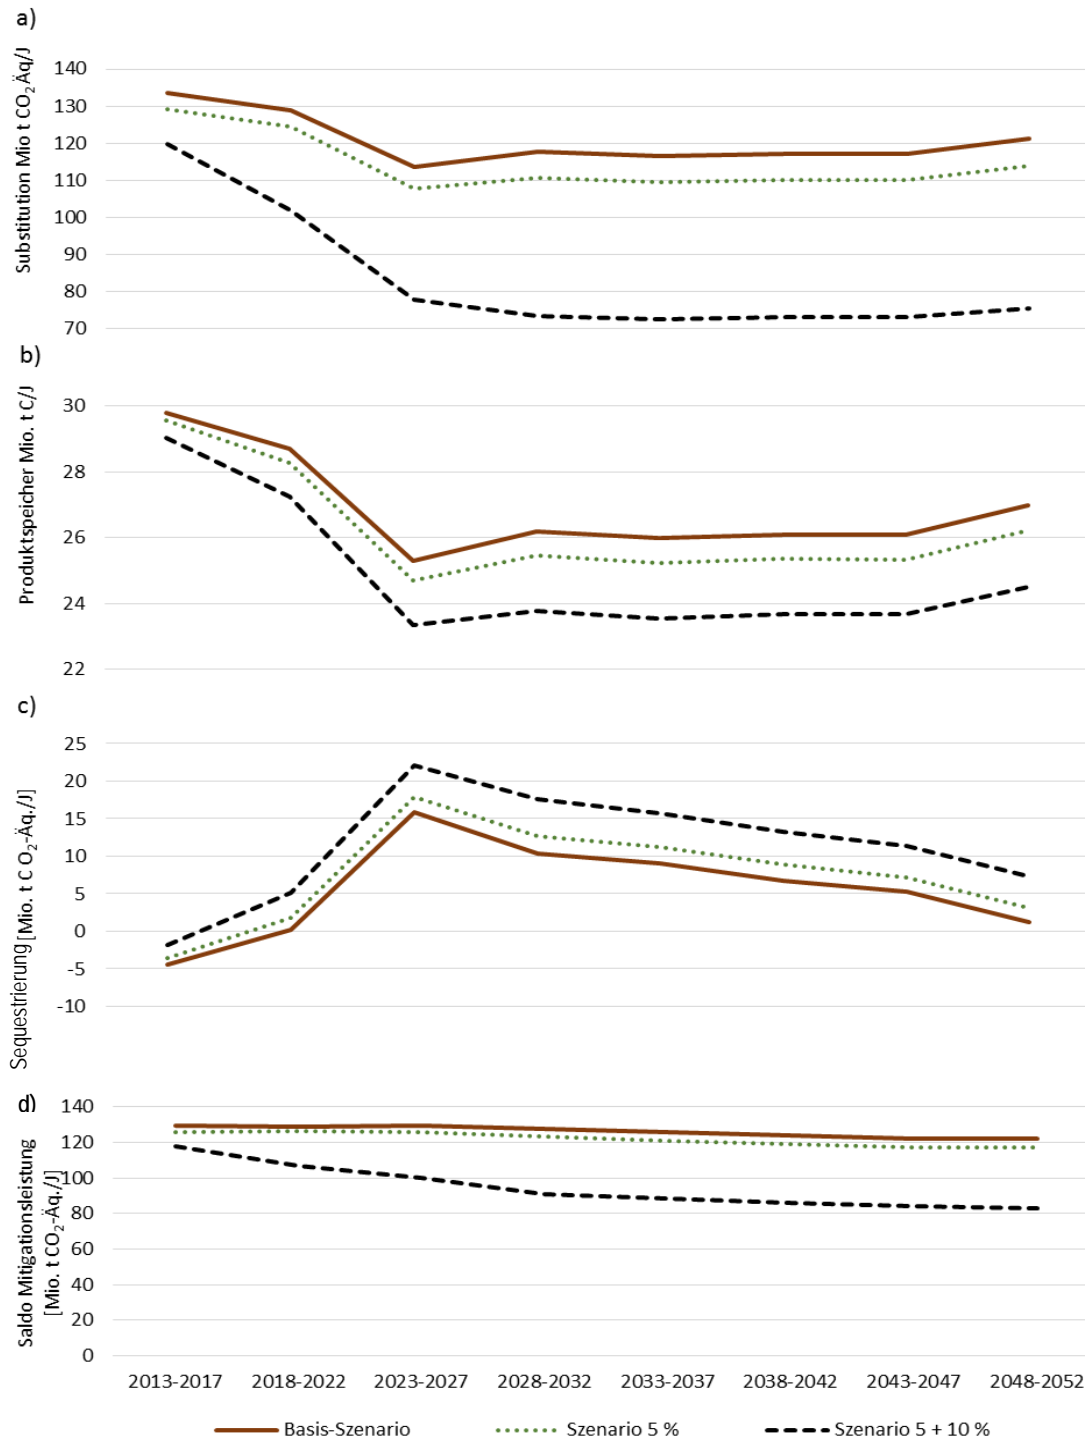 a)
Substitution Mio t CO₂Äq/J
140
130
120
110
100
90
80
70
b)
Produktspeicher Mio. t C/J
30
28
26
24
22
c)
Sequestrierung [Mio. t C O₂-Äq./J]
25
20
15
10
5
0
-5
-10
d)
Saldo Mitigationsleistung
[Mio. t CO₂-Äq./J]
140
120
100
80
60
40
20
0
2013-2017 2018-2022 2023-2027 2028-2032 2033-2037 2038-2042 2043-2047 2048-2052
Basis-Szenario Szenario 5 % Szenario 5 + 10 %